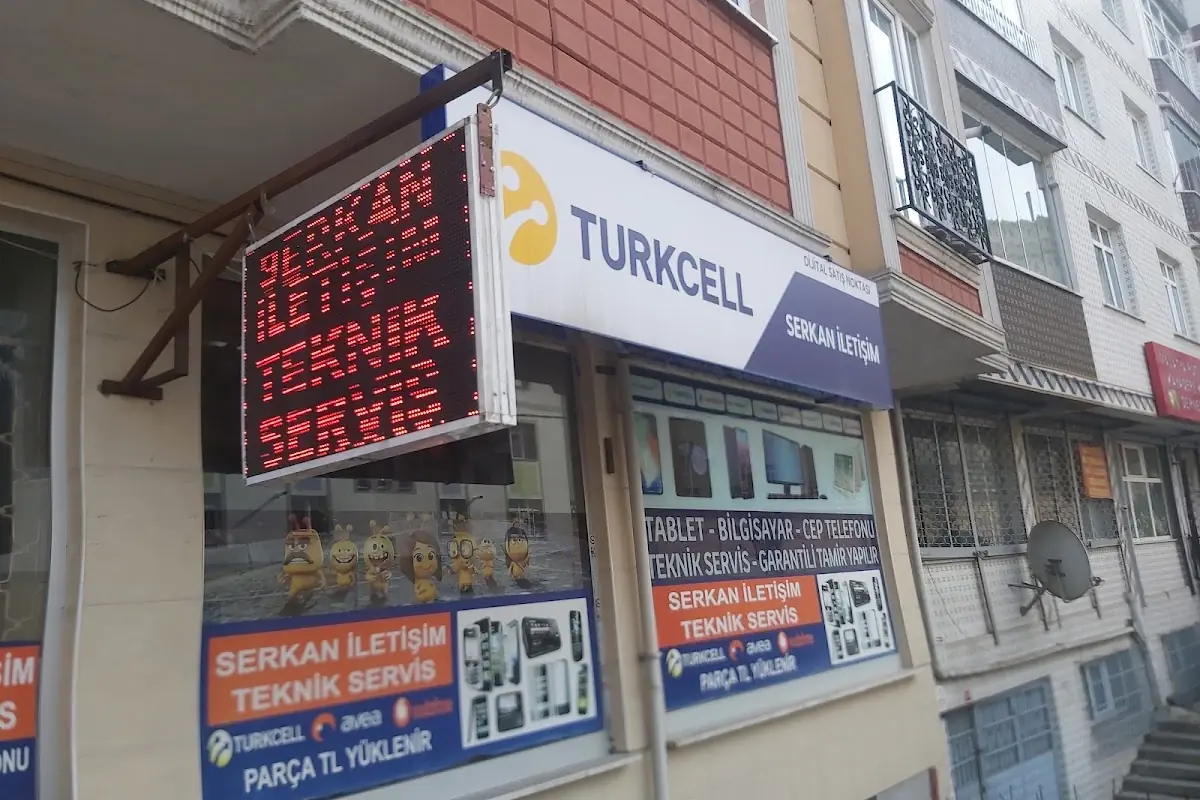 SERKAN
İLETİŞİM
TEKNİK
SERVİS
TURKCELL
DİJİTAL SATIŞ NOKTASI
SERKAN İLETİŞİM
TABLET - BİLGİSAYAR - CEP TELEFONU
TEKNİK SERVİS - GARANTİLİ TAMİR YAPILIR
SERKAN İLETİŞİM
TEKNİK SERVİS
TURKCELL avea vodafone
PARÇA TL YÜKLENİR
SERKAN İLETİŞİM
TEKNİK SERVİS
TURKCELL avea vodafone
PARÇA TL YÜKLENİR
ŞİM
S
ONU